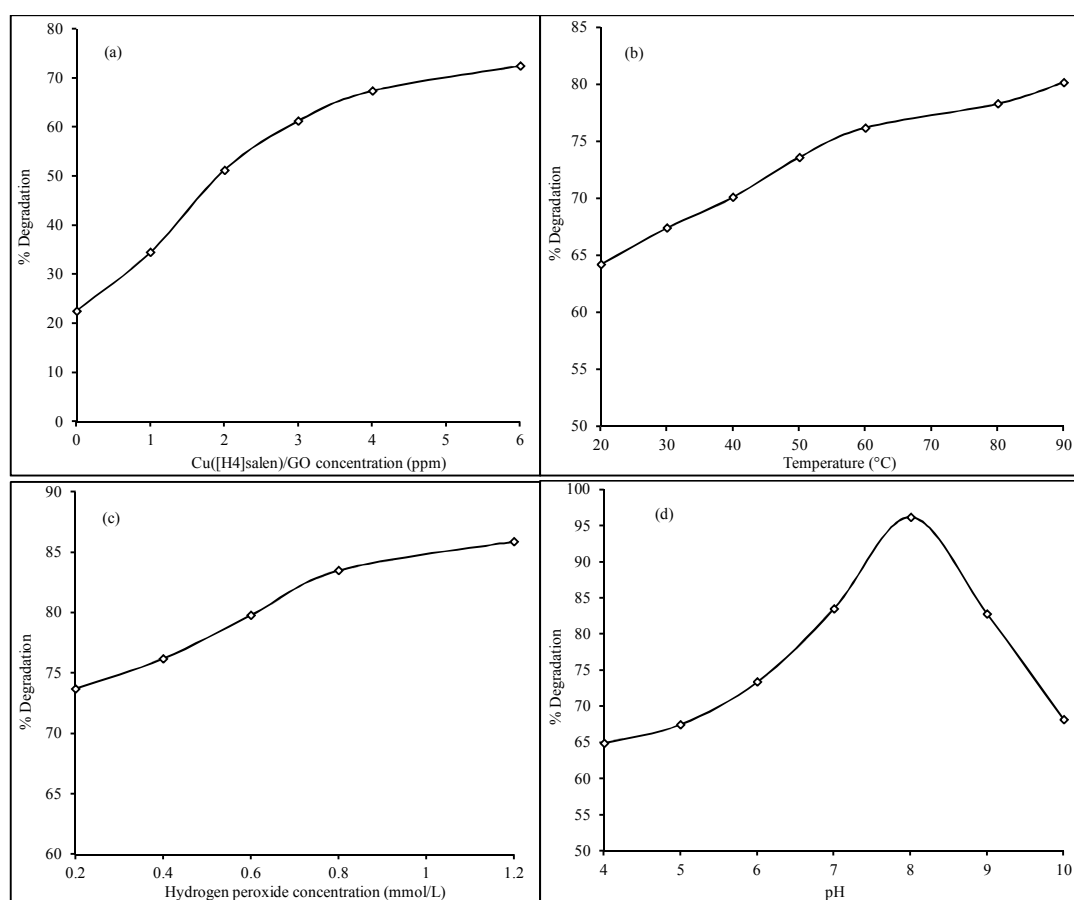 (a)
% Degradation
80
70
60
50
40
30
20
10
0
0 1 2 3 4 5 6
Cu([H4]salen)/GO concentration (ppm)
(b)
% Degradation
85
80
75
70
65
60
55
50
20 30 40 50 60 70 80 90
Temperature (°C)
(c)
% Degradation
90
85
80
75
70
65
60
0.2 0.4 0.6 0.8 1 1.2
Hydrogen peroxide concentration (mmol/L)
(d)
% Degradation
100
95
90
85
80
75
70
65
60
55
50
4 5 6 7 8 9 10
pH